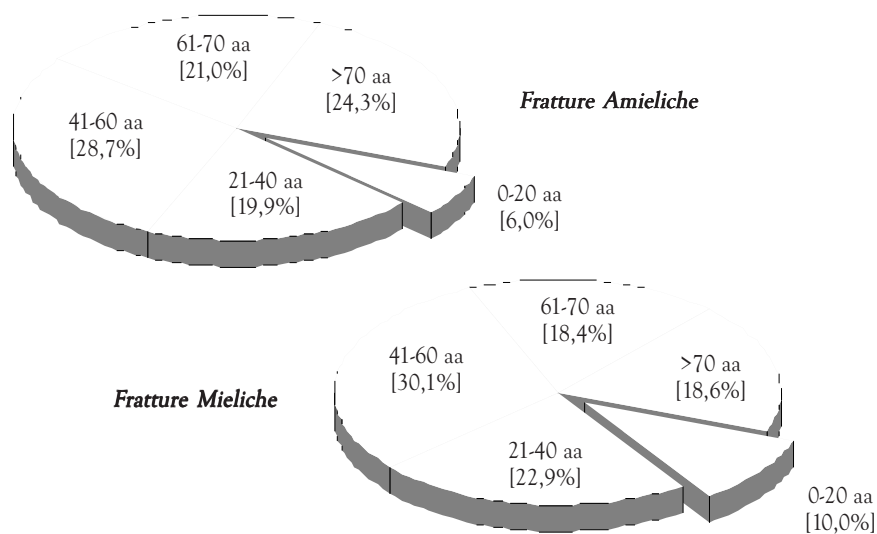 61-70 aa
[21,0%]
>70 aa
[24,3%]
Fratture Amieliche
41-60 aa
[28,7%]
21-40 aa
[19,9%]
0-20 aa
[6,0%]
61-70 aa
[18,4%]
41-60 aa
[30,1%]
>70 aa
[18,6%]
Fratture Mieliche
21-40 aa
[22,9%]
0-20 aa
[10,0%]